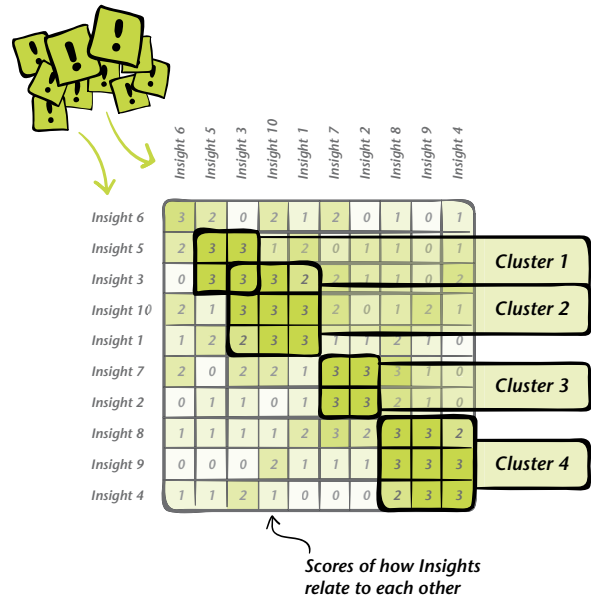 ! ! ! ! ! ! ! ! !
Insight 6 Insight 5 Insight 3 Insight 10 Insight 1 Insight 7 Insight 2 Insight 8 Insight 9 Insight 4
Insight 6 3 2 0 2 1 2 0 1 0 1
Insight 5 2 3 3 1 2 0 1 1 0 1
Cluster 1
Insight 3 0 3 3 3 2 2 1 1 0 2
Cluster 2
Insight 10 2 1 3 3 3 2 0 1 2 1
Insight 1 1 2 2 3 3 1 1 2 1 0
Insight 7 2 0 2 2 1 3 3 3 1 0
Cluster 3
Insight 2 0 1 1 0 1 3 3 2 1 0
Insight 8 1 1 1 1 2 3 2 3 3 2
Insight 9 0 0 0 2 1 1 1 3 3 3
Cluster 4
Insight 4 1 1 2 1 0 0 0 2 3 3
Scores of how Insights
relate to each other